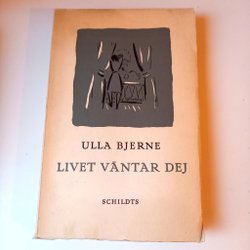 ULLA BJERNE
LIVET VÄNTAR DEJ
SCHILDTS